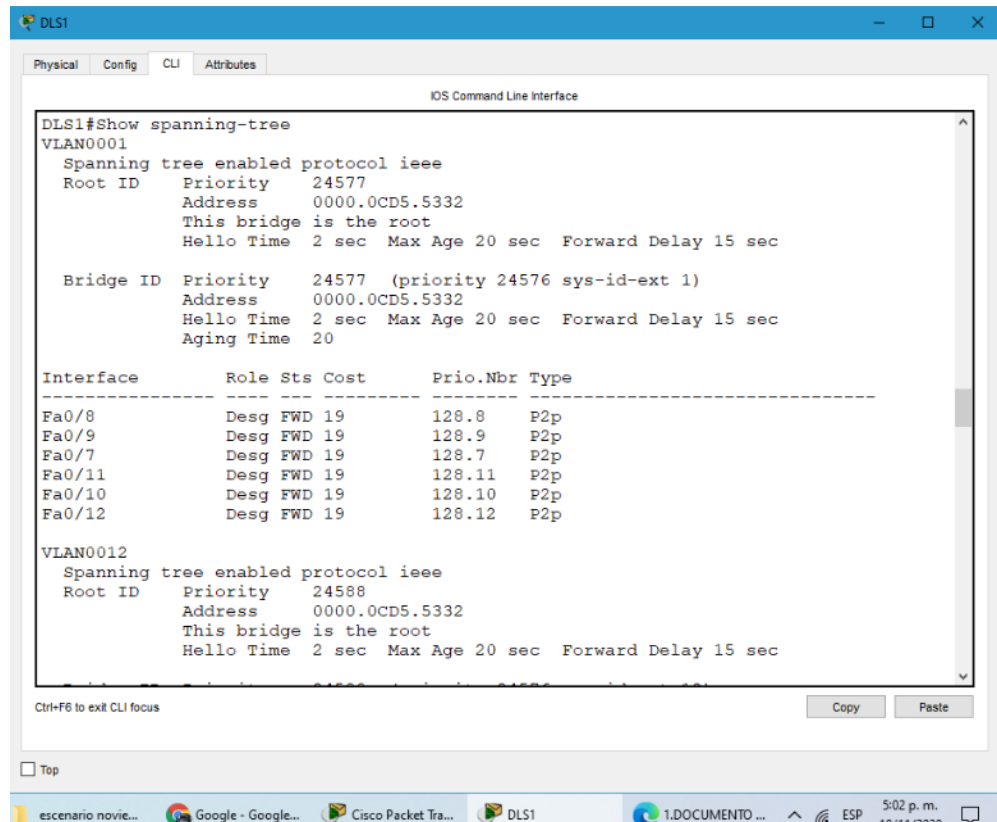 DLS1
Physical Config CLI Attributes
IOS Command Line Interface
DLS1#Show spanning-tree
VLAN0001
  Spanning tree enabled protocol ieee
  Root ID    Priority    24577
             Address     0000.0CD5.5332
             This bridge is the root
             Hello Time  2 sec  Max Age 20 sec  Forward Delay 15 sec
  Bridge ID  Priority    24577  (priority 24576 sys-id-ext 1)
             Address     0000.0CD5.5332
             Hello Time  2 sec  Max Age 20 sec  Forward Delay 15 sec
             Aging Time  20
Interface        Role Sts Cost      Prio.Nbr Type
---------------- ---- --- --------- -------- --------------------------------
Fa0/8            Desg FWD 19        128.8    P2p
Fa0/9            Desg FWD 19        128.9    P2p
Fa0/7            Desg FWD 19        128.7    P2p
Fa0/11           Desg FWD 19        128.11   P2p
Fa0/10           Desg FWD 19        128.10   P2p
Fa0/12           Desg FWD 19        128.12   P2p
VLAN0012
  Spanning tree enabled protocol ieee
  Root ID    Priority    24588
             Address     0000.0CD5.5332
             This bridge is the root
             Hello Time  2 sec  Max Age 20 sec  Forward Delay 15 sec
Ctrl+F6 to exit CLI focus Copy Paste
Top
escenario novie... Google - Google... Cisco Packet Tra... DLS1 1.DOCUMENTO ... ESP 5:02 p. m.